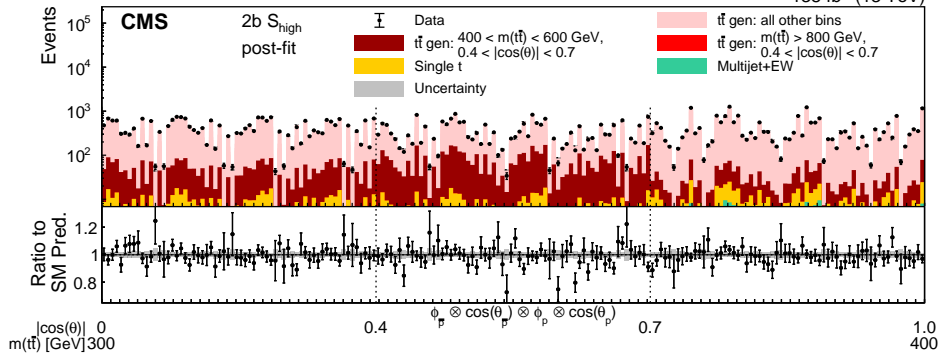 CMS
2b S_high
post-fit
Data
tt̄ gen: 400 < m(tt̄) < 600 GeV,
0.4 < |cos(θ)| < 0.7
Single t
Uncertainty
tt̄ gen: all other bins
tt̄ gen: m(tt̄) > 800 GeV,
0.4 < |cos(θ)| < 0.7
Multijet+EW
Events
10^5
10^4
10^3
10^2
Ratio to
SM Pred.
1.2
1
0.8
ϕ_p̄ ⊗ cos(θ_p̄) ⊗ ϕ_p ⊗ cos(θ_p)
|cos(θ)| 0 0.4 0.7 1.0
m(tt̄) [GeV] 300 400